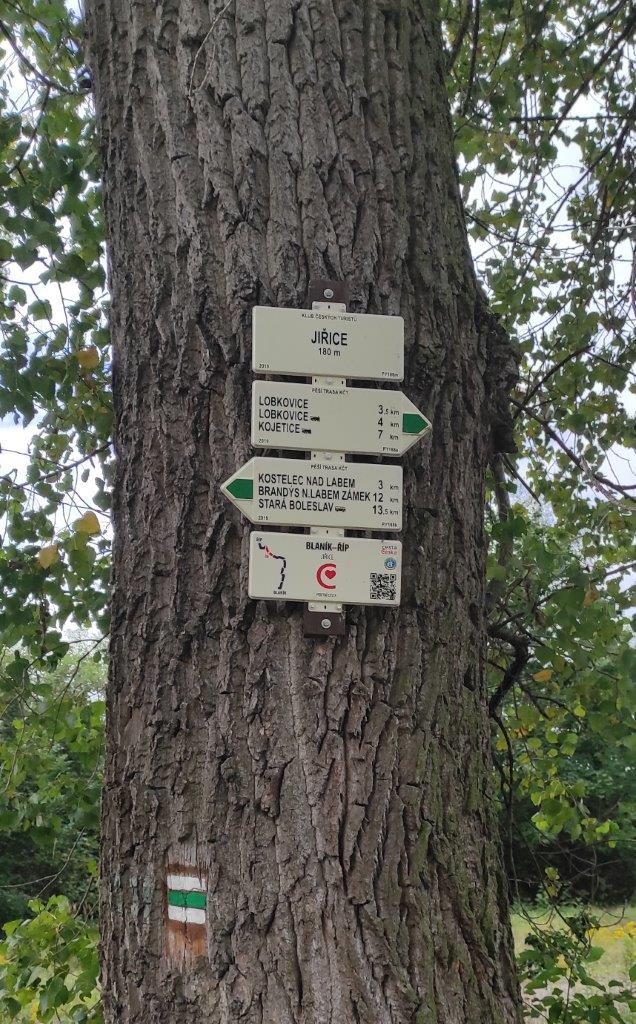 KLUB ČESKÝCH TURISTŮ
JIŘICE
180 m
PĚŠÍ TRASA KČT
LOBKOVICE 3,5 km
LOBKOVICE 4 km
KOJETICE 7 km
PĚŠÍ TRASA KČT
KOSTELEC NAD LABEM 3 km
BRANDÝS N.LABEM ZÁMEK 12 km
STARÁ BOLESLAV 13,5 km
BLANÍK ŘÍP
JIŘICE
ŘÍP
BLANÍK